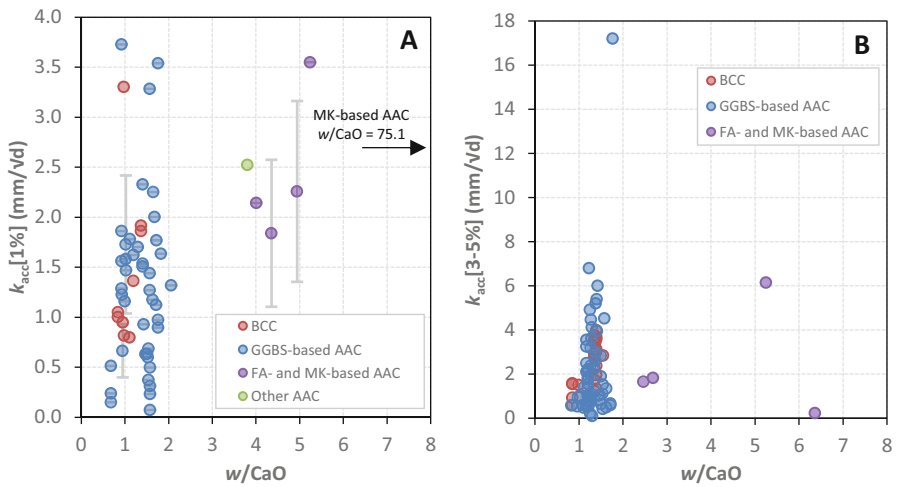 A
4.0
3.5
3.0
2.5
2.0
1.5
1.0
0.5
0.0
k_acc[1%] (mm/√d)
MK-based AAC
w/CaO = 75.1
BCC
GGBS-based AAC
FA- and MK-based AAC
Other AAC
0 1 2 3 4 5 6 7 8
w/CaO
B
18
16
14
12
10
8
6
4
2
0
k_acc[3-5%] (mm/√d)
BCC
GGBS-based AAC
FA- and MK-based AAC
0 1 2 3 4 5 6 7 8
w/CaO